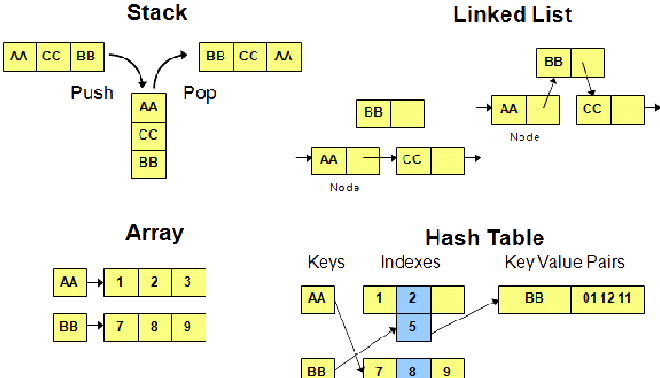 Stack
AA CC BB
BB CC AA
Push
Pop
AA
CC
BB
Linked List
BB
AA
CC
Node
BB
AA
CC
Node
Array
AA 1 2 3
BB 7 8 9
Hash Table
Keys Indexes Key Value Pairs
AA 1 2 BB 01 12 11
5
BB 7 8 9